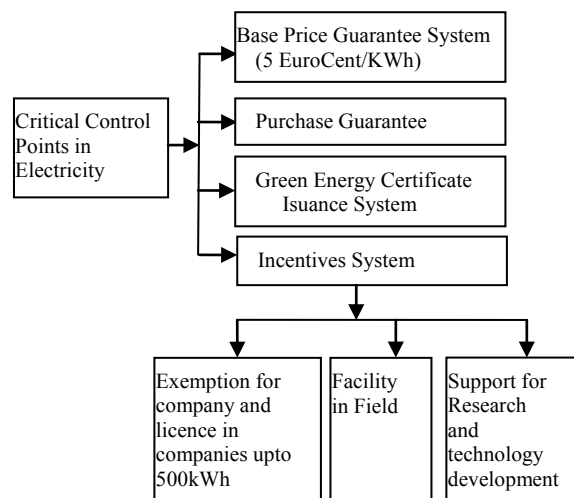 Base Price Guarantee System
(5 EuroCent/KWh)
Critical Control
Points in
Electricity
Purchase Guarantee
Green Energy Certificate
Isuance System
Incentives System
Exemption for
company and
licence in
companies upto
500kWh
Facility
in Field
Support for
Research
and
technology
development